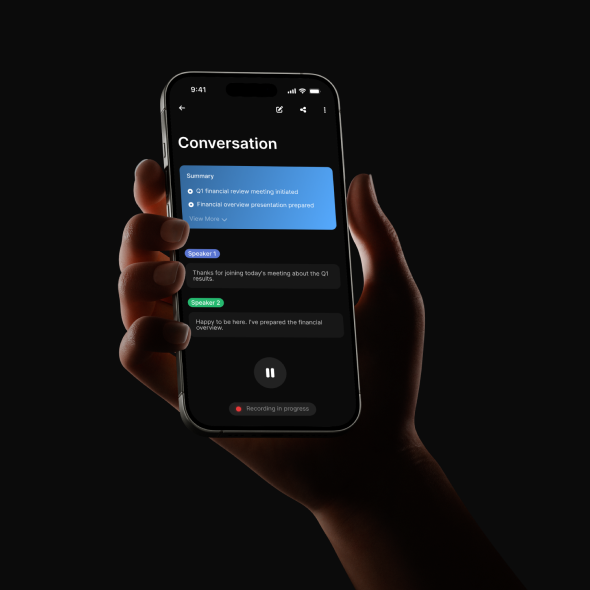 9:41
Conversation
Summary
Q1 financial review meeting initiated
Financial overview presentation prepared
View More
Speaker 1
Thanks for joining today's meeting about the Q1
results.
Speaker 2
Happy to be here. I've prepared the financial
overview.
Recording in progress